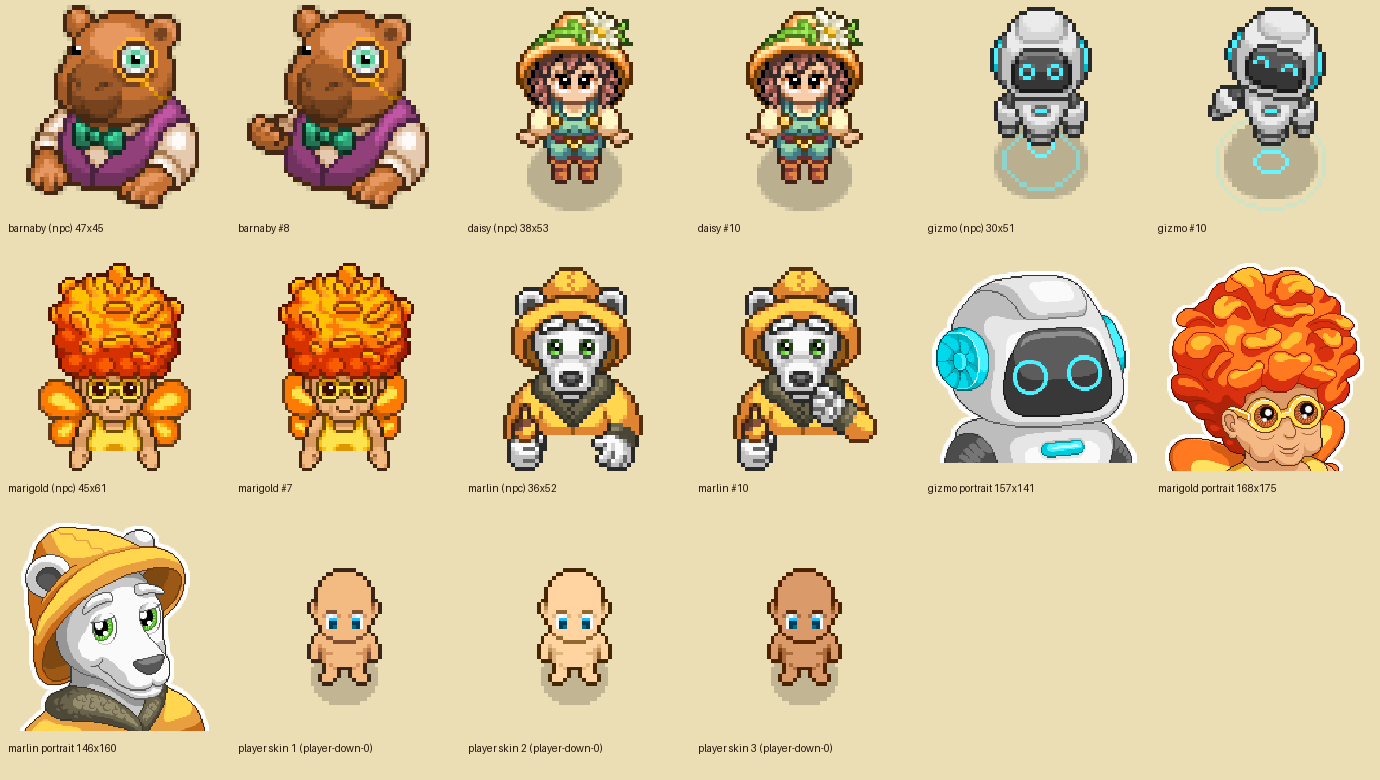 barnaby (npc) 47x45
barnaby #8
daisy (npc) 38x53
daisy #10
gizmo (npc) 30x51
gizmo #10
marigold (npc) 45x61
marigold #7
marlin (npc) 36x52
marlin #10
gizmo portrait 157x141
marigold portrait 168x175
marlin portrait 146x160
player skin 1 (player-down-0)
player skin 2 (player-down-0)
player skin 3 (player-down-0)